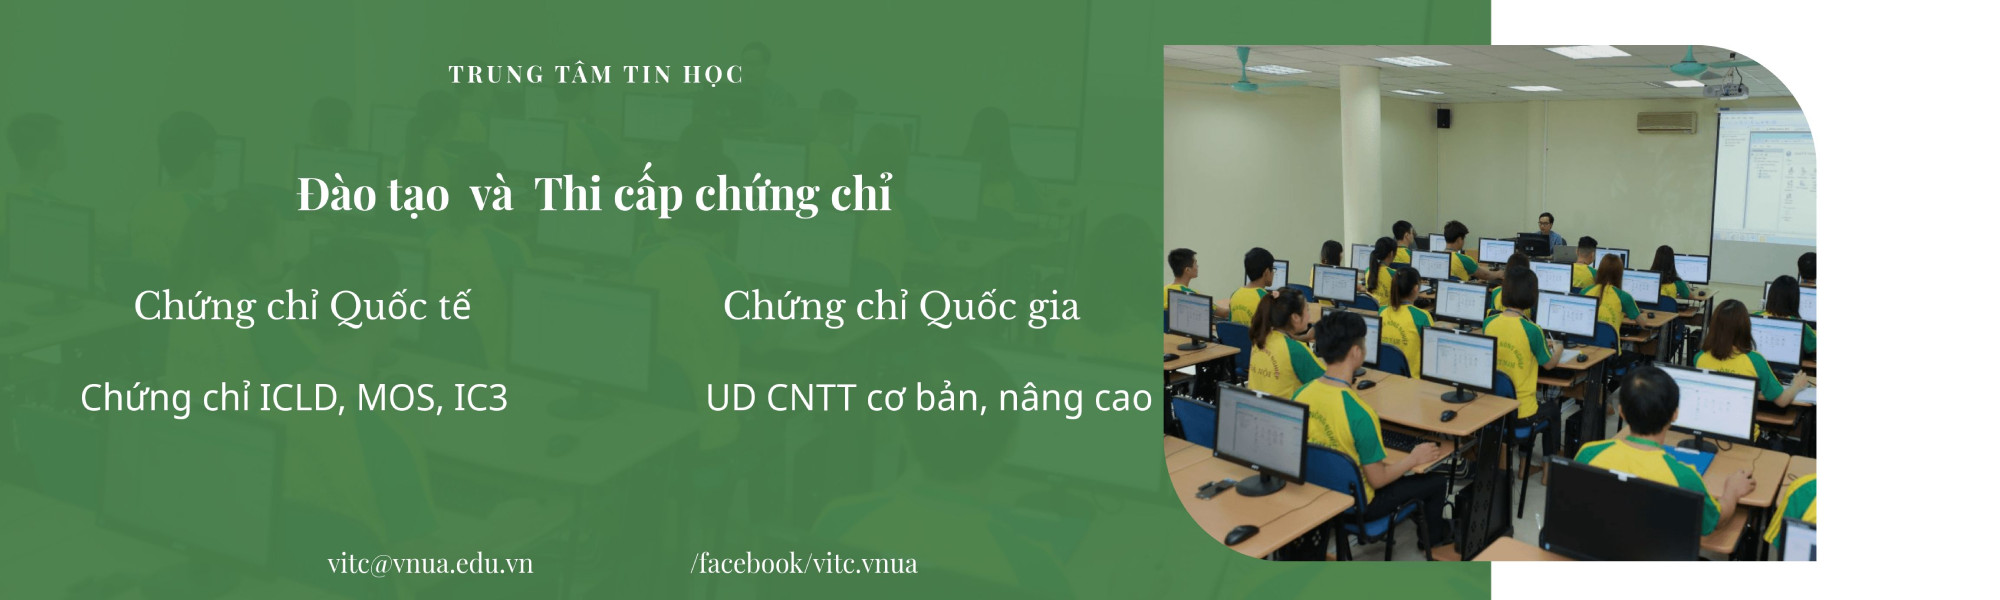 TRUNG TÂM TIN HỌC
Đào tạo và Thi cấp chứng chỉ
Chứng chỉ Quốc tế
Chứng chỉ Quốc gia
Chứng chỉ ICLD, MOS, IC3
UD CNTT cơ bản, nâng cao
vitc@vnua.edu.vn
/facebook/vitc.vnua